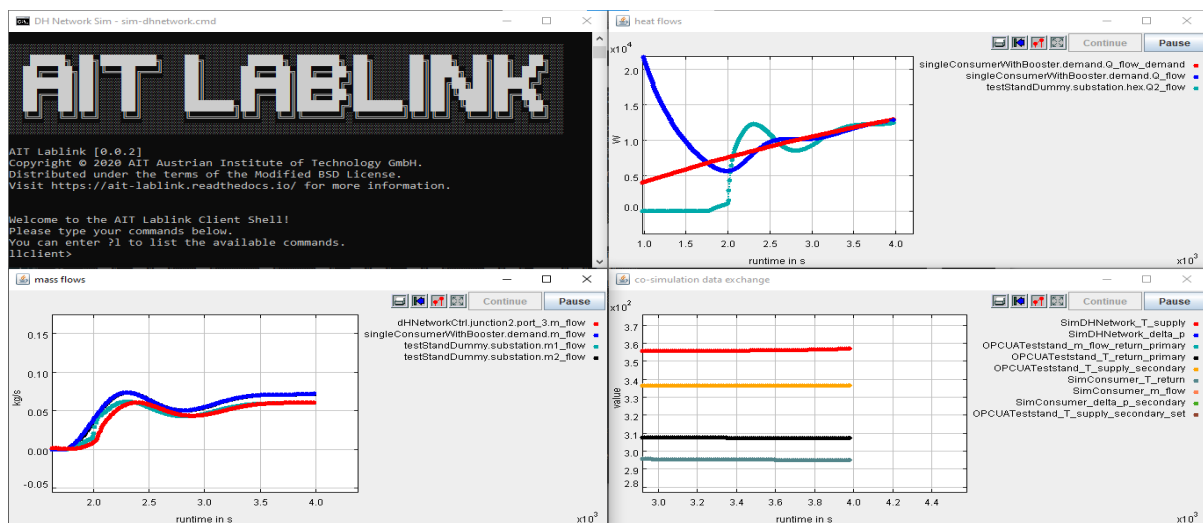 DH Network Sim - sim-dhnetwork.cmd
AIT LABLINK
AIT Lablink [0.0.2]
Copyright © 2020 AIT Austrian Institute of Technology GmbH.
Distributed under the terms of the Modified BSD License.
Visit https://ait-lablink.readthedocs.io/ for more information.
Welcome to the AIT Lablink Client Shell!
Please type your commands below.
You can enter ?l to list the available commands.
llclient>
heat flows
Continue
Pause
x10⁴
singleConsumerWithBooster.demand.Q_flow_demand
singleConsumerWithBooster.demand.Q_flow
testStandDummy.substation.hex.Q2_flow
2.0
1.5
1.0
0.5
0.0
W
1.0 1.5 2.0 2.5 3.0 3.5 4.0
runtime in s
x10³
mass flows
Continue
Pause
dHNetworkCtrl.junction2.port_3.m_flow
singleConsumerWithBooster.demand.m_flow
testStandDummy.substation.m1_flow
testStandDummy.substation.m2_flow
0.15
0.10
0.05
0.00
-0.05
kg/s
2.0 2.5 3.0 3.5 4.0
runtime in s
x10³
co-simulation data exchange
Continue
Pause
x10²
SimDHNetwork_T_supply
SimDHNetwork_delta_p
OPCUATeststand_m_flow_return_primary
OPCUATeststand_T_return_primary
OPCUATeststand_T_supply_secondary
SimConsumer_T_return
SimConsumer_m_flow
SimConsumer_delta_p_secondary
OPCUATeststand_T_supply_secondary_set
3.7
3.6
3.5
3.4
3.3
3.2
3.1
3.0
2.9
2.8
value
3.0 3.2 3.4 3.6 3.8 4.0 4.2 4.4
runtime in s
x10³